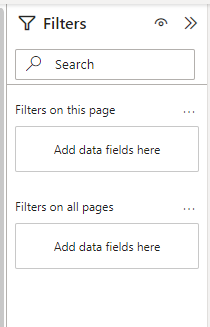 Filters
Search
Filters on this page ...
Add data fields here
Filters on all pages ...
Add data fields here